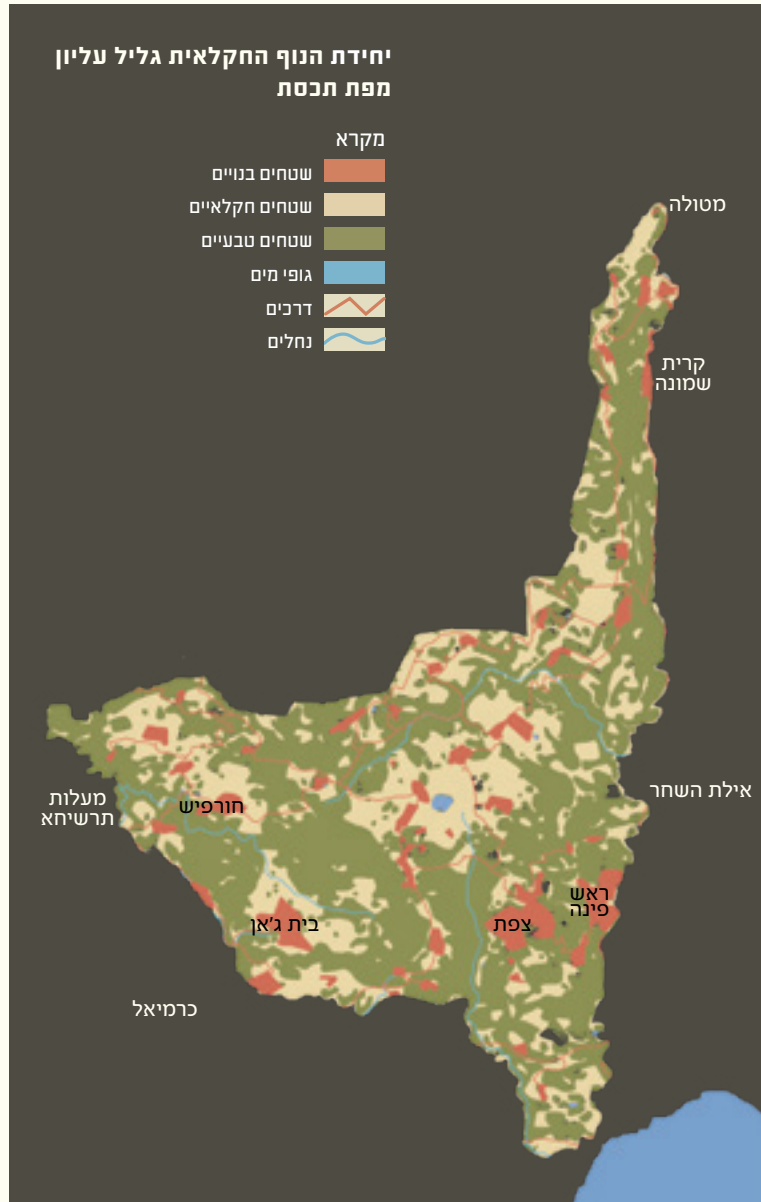 יחידת הנוף החקלאית גליל עליון
מפת תכסת
מקרא
שטחים בנויים
שטחים חקלאיים
שטחים טבעיים
גופי מים
דרכים
נחלים
מטולה
קרית
שמונה
אילת השחר
מעלות
תרשיחא
חורפיש
ראש
פינה
צפת
בית ג'אן
כרמיאל